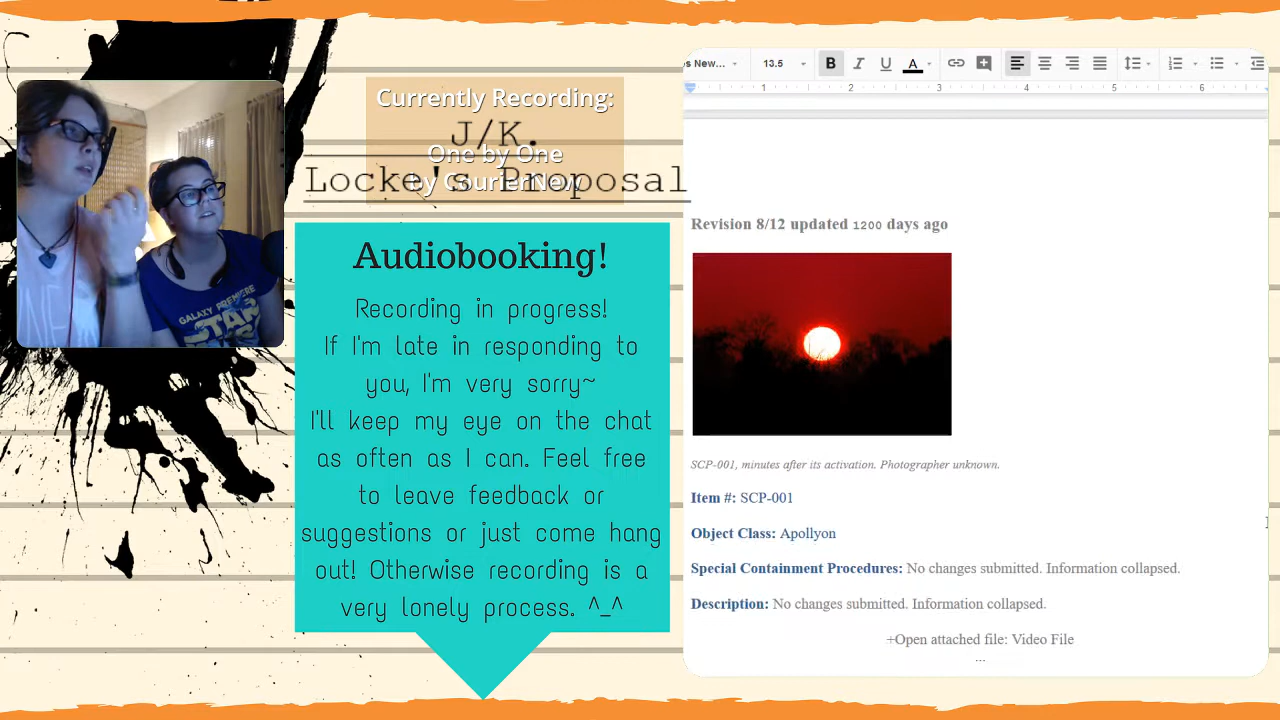 Currently Recording:
J/K.
One by One
Locke's Proposal
by CourierNew
Audiobooking!
Recording in progress!
If I'm late in responding to
you, I'm very sorry~
I'll keep my eye on the chat
as often as I can. Feel free
to leave feedback or
suggestions or just come hang
out! Otherwise recording is a
very lonely process. ^_^
GALAXY PREMIERE
STAR
13.5
B I U A
1 2 3 4 5 6
Revision 8/12 updated 1200 days ago
SCP-001, minutes after its activation. Photographer unknown.
Item #: SCP-001
Object Class: Apollyon
Special Containment Procedures: No changes submitted. Information collapsed.
Description: No changes submitted. Information collapsed.
+Open attached file: Video File
...